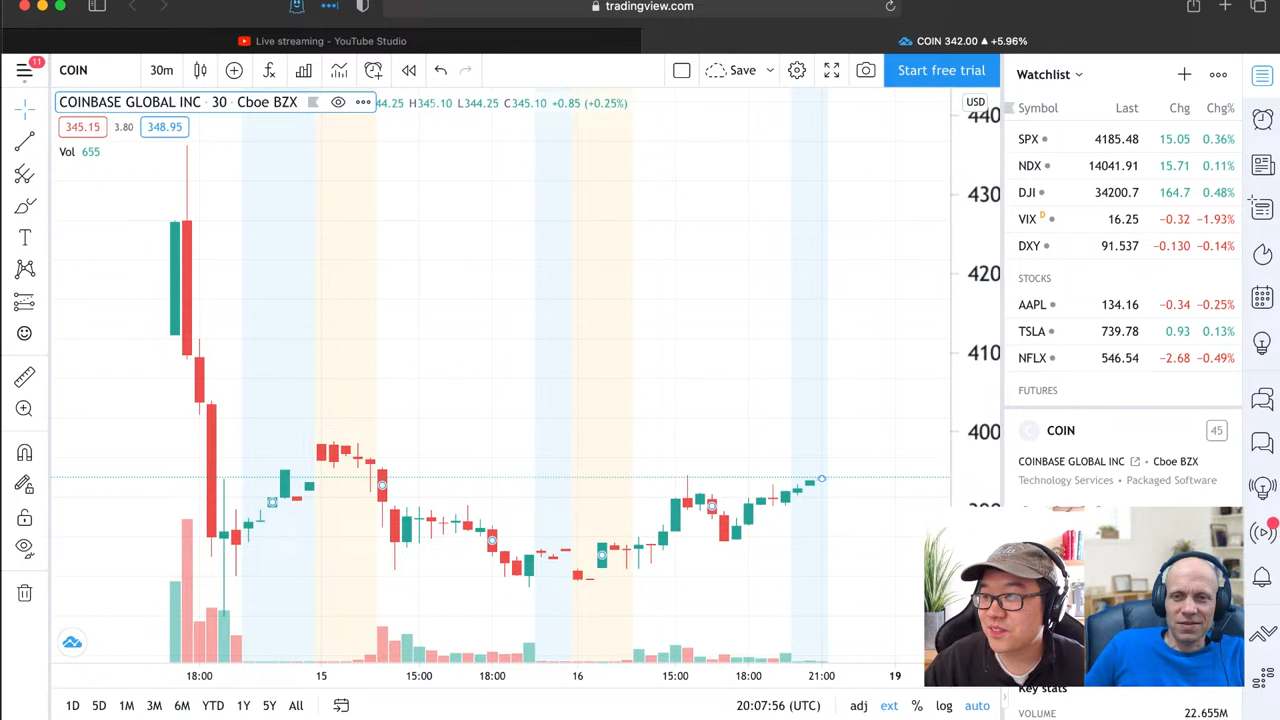 tradingview.com
Live streaming - YouTube Studio
COIN 342.00 ▲ +5.96%
11
COIN
30m
Save
Start free trial
COINBASE GLOBAL INC · 30 · Cboe BZX
44.25 H345.10 L344.25 C345.10 +0.85 (+0.25%)
345.15 3.80 348.95
Vol 655
USD
440
430
420
410
400
18:00 15 15:00 18:00 16 15:00 18:00 21:00 19
1D 5D 1M 3M 6M YTD 1Y 5Y All
20:07:56 (UTC) adj ext % log auto
Watchlist
Symbol Last Chg Chg%
SPX 4185.48 15.05 0.36%
NDX 14041.91 15.71 0.11%
DJI 34200.7 164.7 0.48%
VIX D 16.25 −0.32 −1.93%
DXY 91.537 −0.130 −0.14%
STOCKS
AAPL 134.16 −0.34 −0.25%
TSLA 739.78 0.93 0.13%
NFLX 546.54 −2.68 −0.49%
FUTURES
C COIN 45
COINBASE GLOBAL INC · Cboe BZX
Technology Services · Packaged Software
Key stats
VOLUME 22.655M